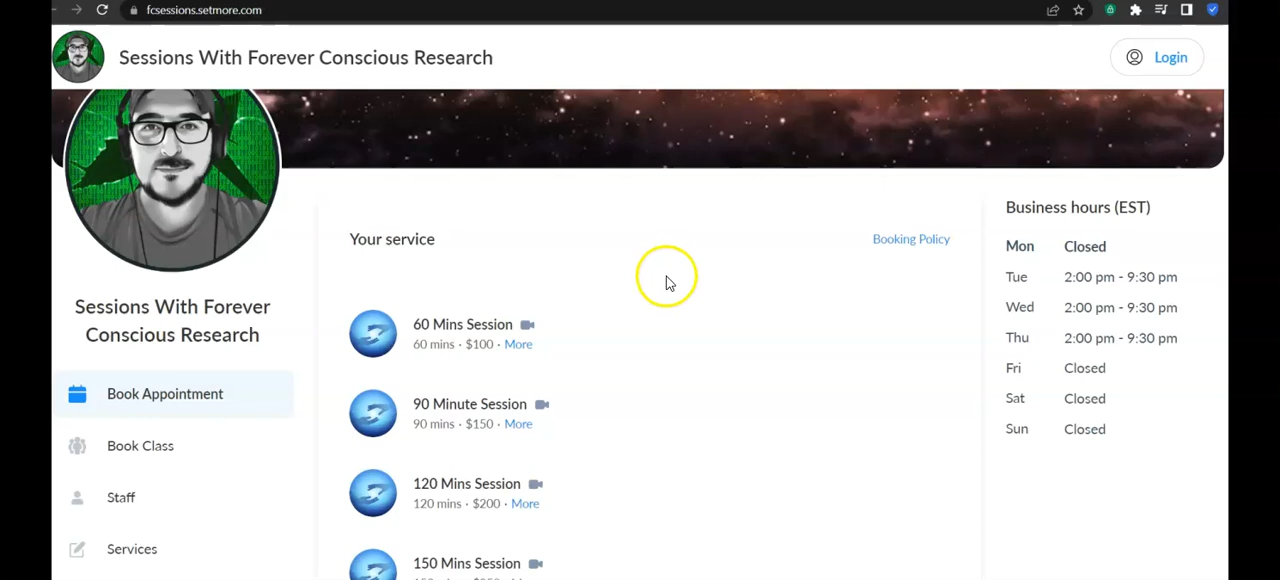 fcsessions.setmore.com
Sessions With Forever Conscious Research
Login
Sessions With Forever
Conscious Research
Book Appointment
Book Class
Staff
Services
Your service
Booking Policy
60 Mins Session
60 mins · $100 · More
90 Minute Session
90 mins · $150 · More
120 Mins Session
120 mins · $200 · More
150 Mins Session
Business hours (EST)
Mon Closed
Tue 2:00 pm - 9:30 pm
Wed 2:00 pm - 9:30 pm
Thu 2:00 pm - 9:30 pm
Fri Closed
Sat Closed
Sun Closed